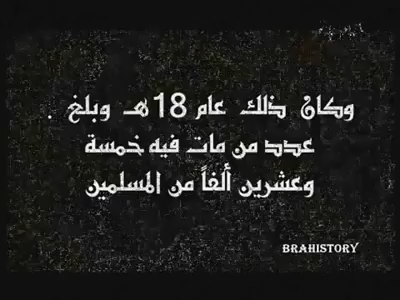 وكان ذلك عام 18هـ وبلغ .
عدد من مات فيه خمسة
وعشرين ألفاً من المسلمين
BRAHISTORY